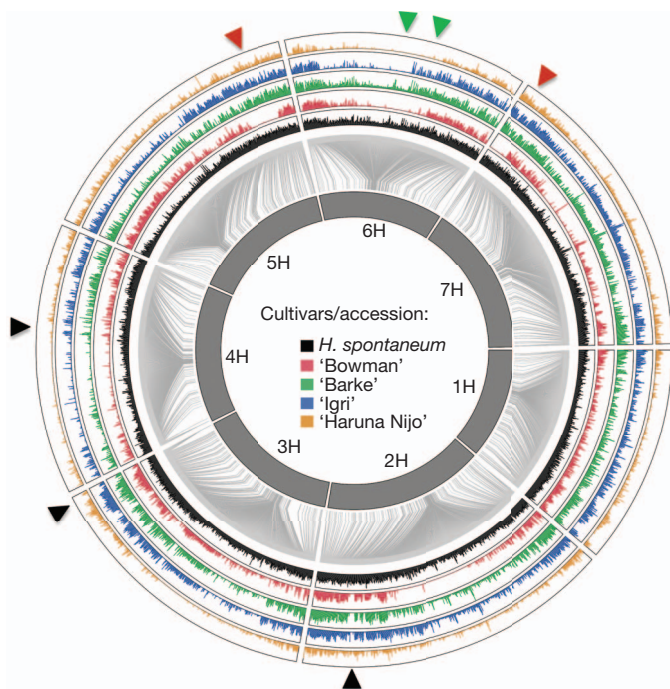 6H
5H
7H
Cultivars/accession:
H. spontaneum
4H
'Bowman'
1H
'Barke'
'Igri'
'Haruna Nijo'
3H
2H